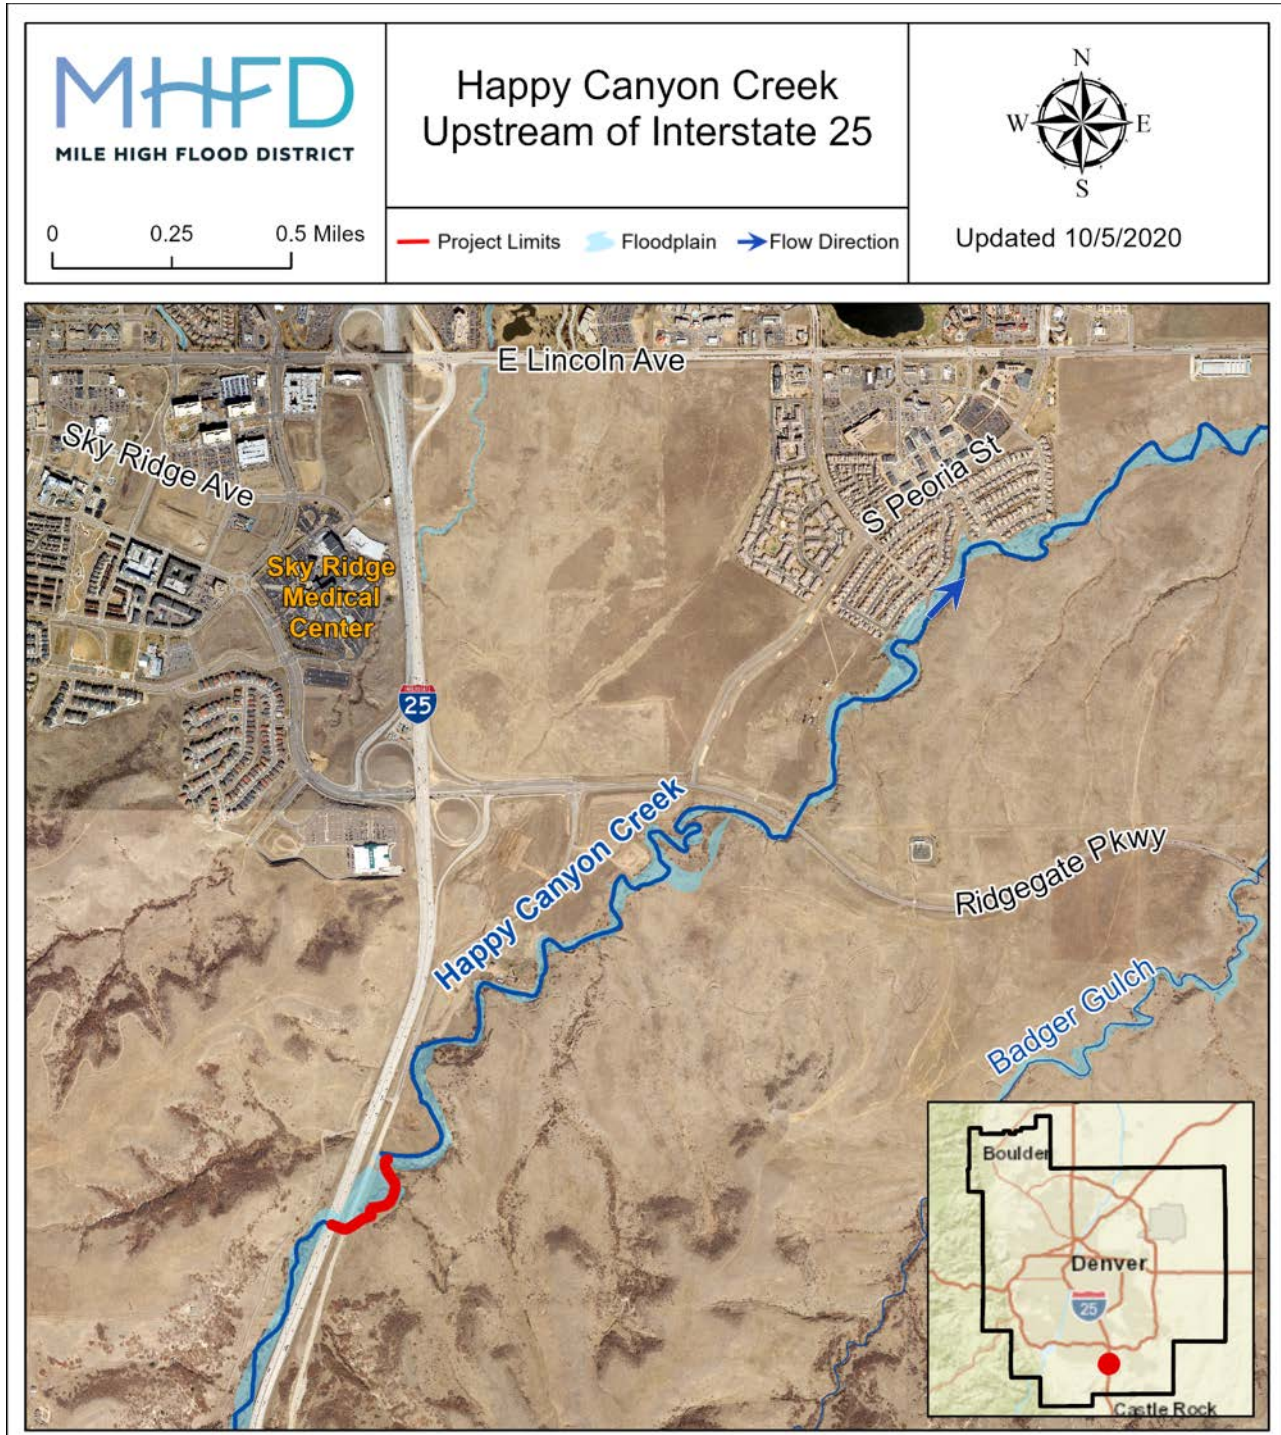 MHFD
MILE HIGH FLOOD DISTRICT
0 0.25 0.5 Miles
Happy Canyon Creek
Upstream of Interstate 25
Project Limits Floodplain Flow Direction
N
W E
S
Updated 10/5/2020
E Lincoln Ave
Sky Ridge Ave
S Peoria St
Sky Ridge
Medical
Center
25
Happy Canyon Creek
Ridgegate Pkwy
Badger Gulch
Boulder
Denver
25
Castle Rock